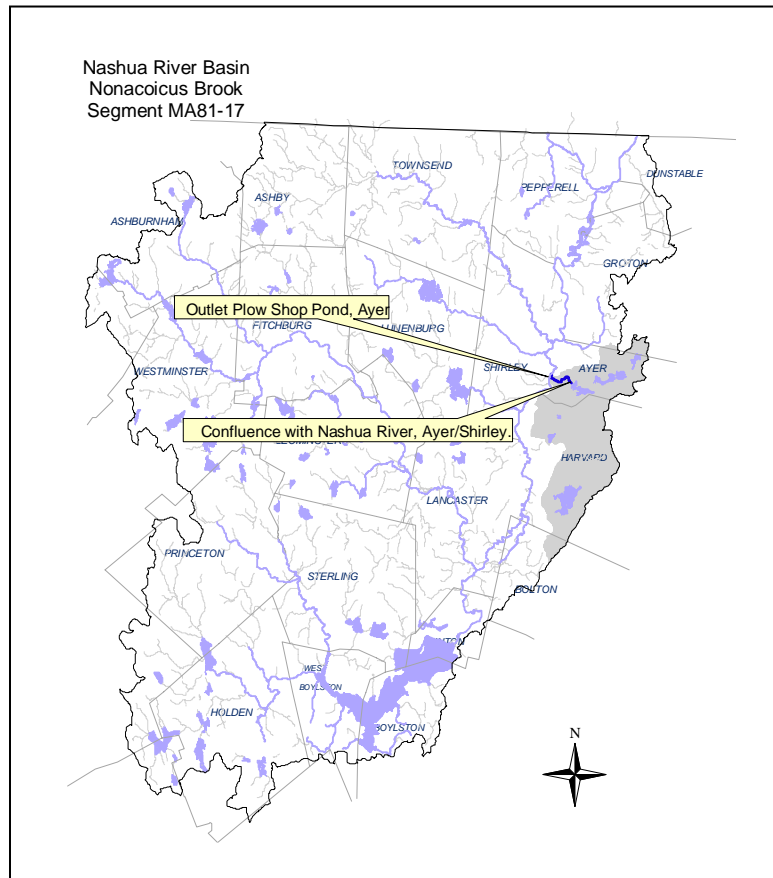 Nashua River Basin
Nonacoicus Brook
Segment MA81-17
TOWNSEND
DUNSTABLE
PEPPERELL
ASHBY
ASHBURNHAM
GROTON
Outlet Plow Shop Pond, Ayer
FITCHBURG
LUNENBURG
SHIRLEY
AYER
WESTMINSTER
Confluence with Nashua River, Ayer/Shirley.
HARVARD
LANCASTER
PRINCETON
STERLING
BOLTON
WEST
BOYLSTON
HOLDEN
BOYLSTON
N